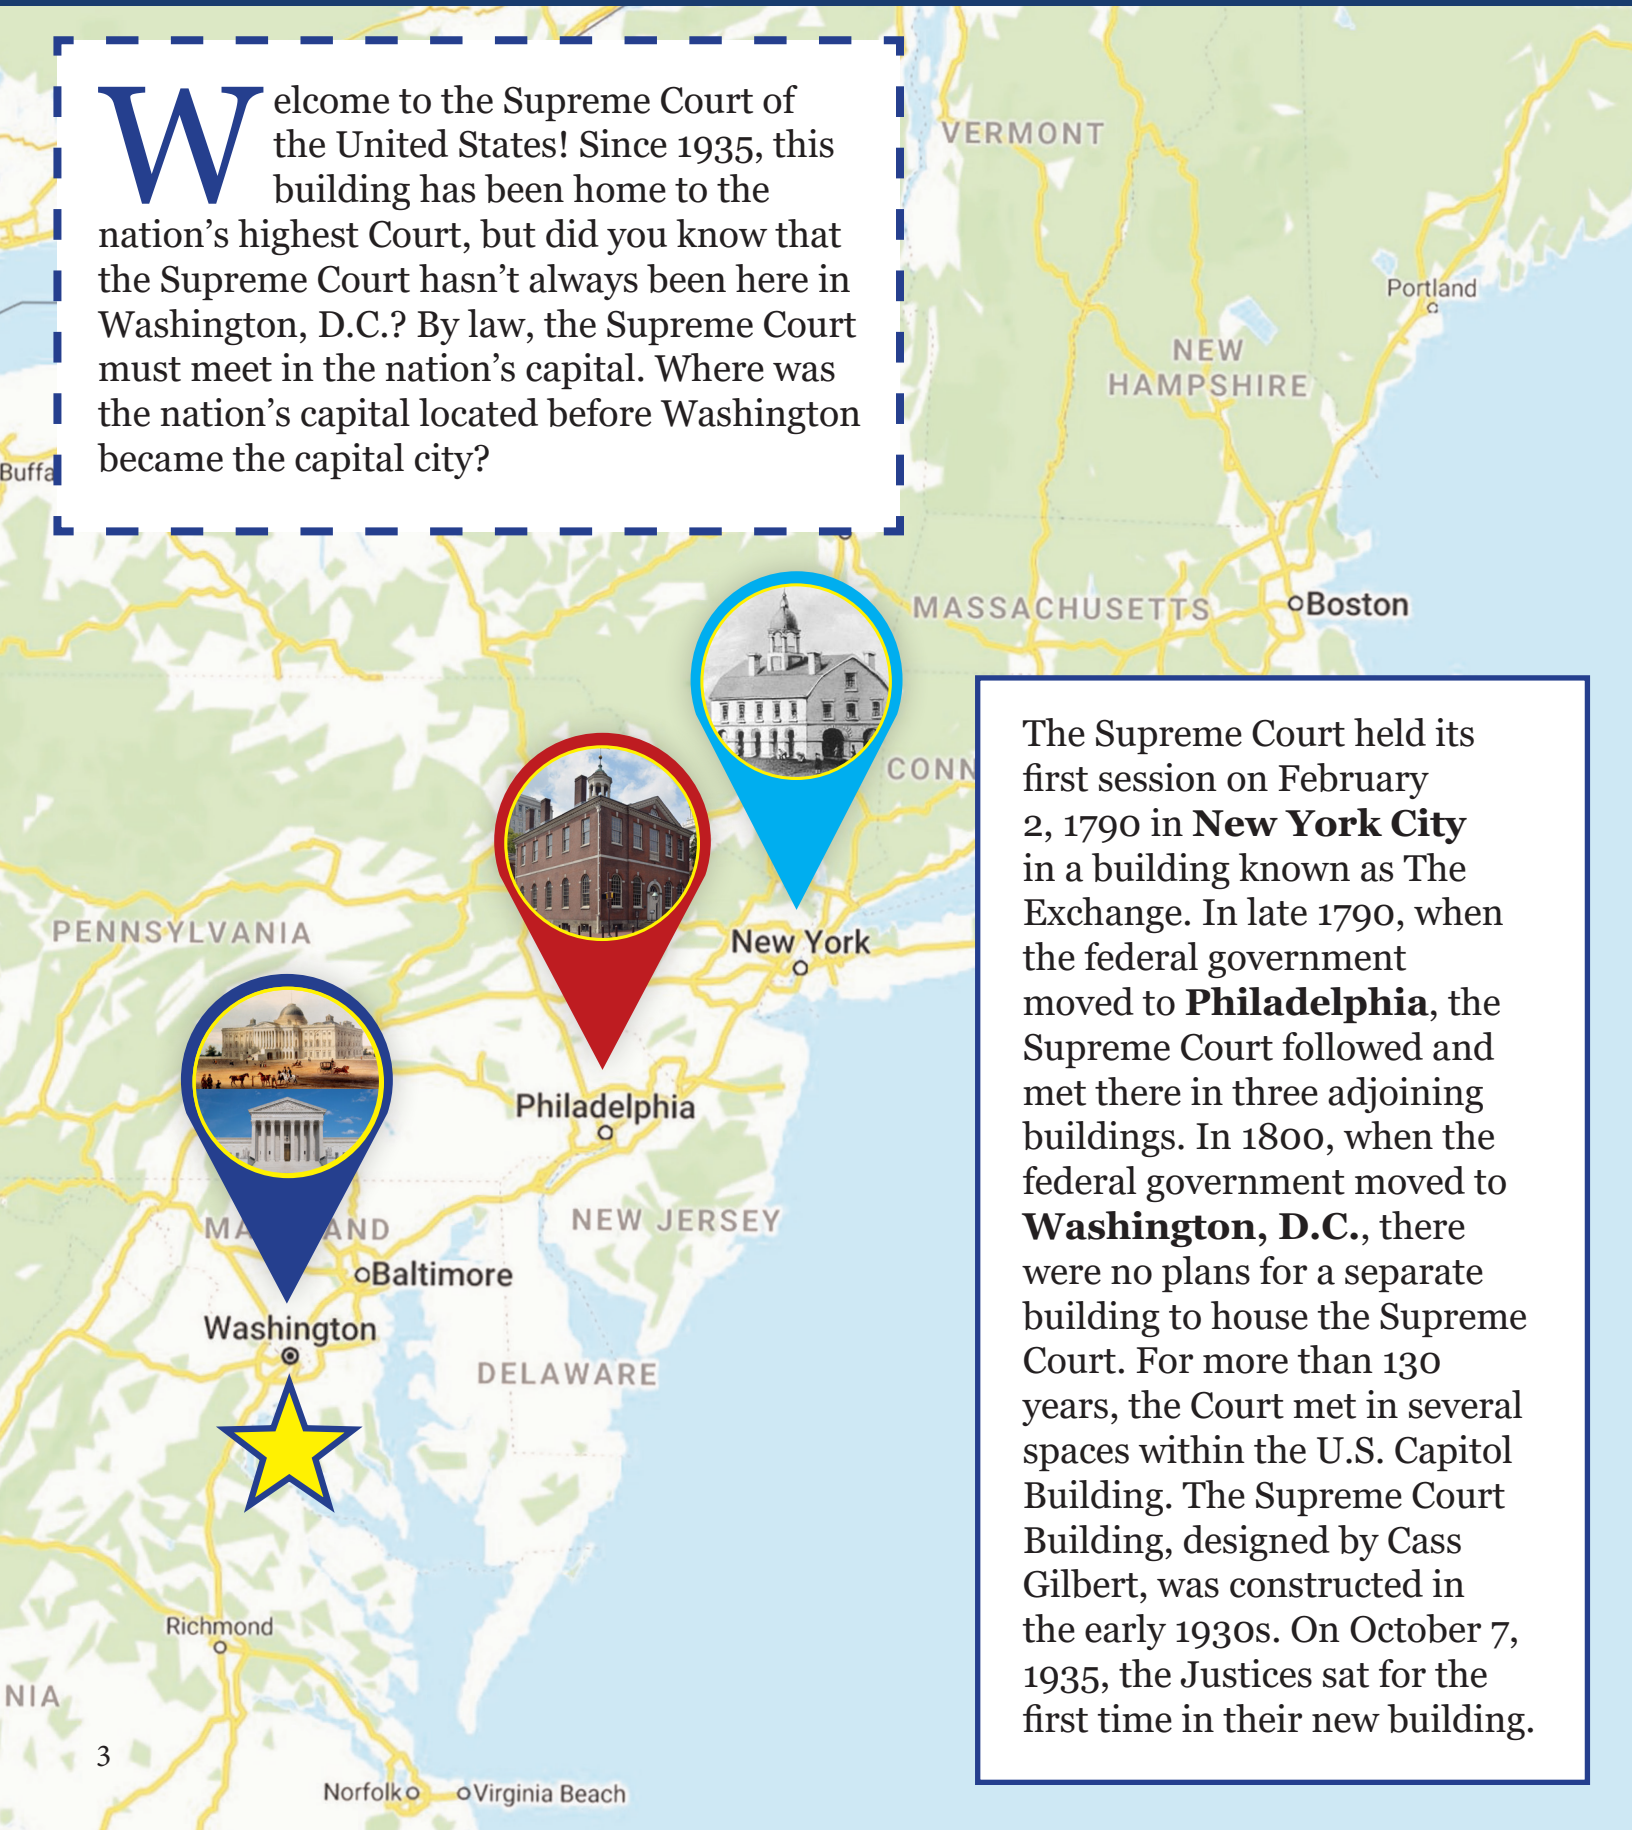 Welcome to the Supreme Court of
the United States! Since 1935, this
building has been home to the
nation’s highest Court, but did you know that
the Supreme Court hasn’t always been here in
Washington, D.C.? By law, the Supreme Court
must meet in the nation’s capital. Where was
the nation’s capital located before Washington
became the capital city?
VERMONT
Portland
NEW
HAMPSHIRE
Buffa
MASSACHUSETTS
Boston
CONN
The Supreme Court held its
first session on February
2, 1790 in New York City
in a building known as The
Exchange. In late 1790, when
the federal government
moved to Philadelphia, the
Supreme Court followed and
met there in three adjoining
buildings. In 1800, when the
federal government moved to
Washington, D.C., there
were no plans for a separate
building to house the Supreme
Court. For more than 130
years, the Court met in several
spaces within the U.S. Capitol
Building. The Supreme Court
Building, designed by Cass
Gilbert, was constructed in
the early 1930s. On October 7,
1935, the Justices sat for the
first time in their new building.
PENNSYLVANIA
New York
Philadelphia
NEW JERSEY
MA AND
Baltimore
Washington
DELAWARE
Richmond
NIA
3
Norfolk
Virginia Beach